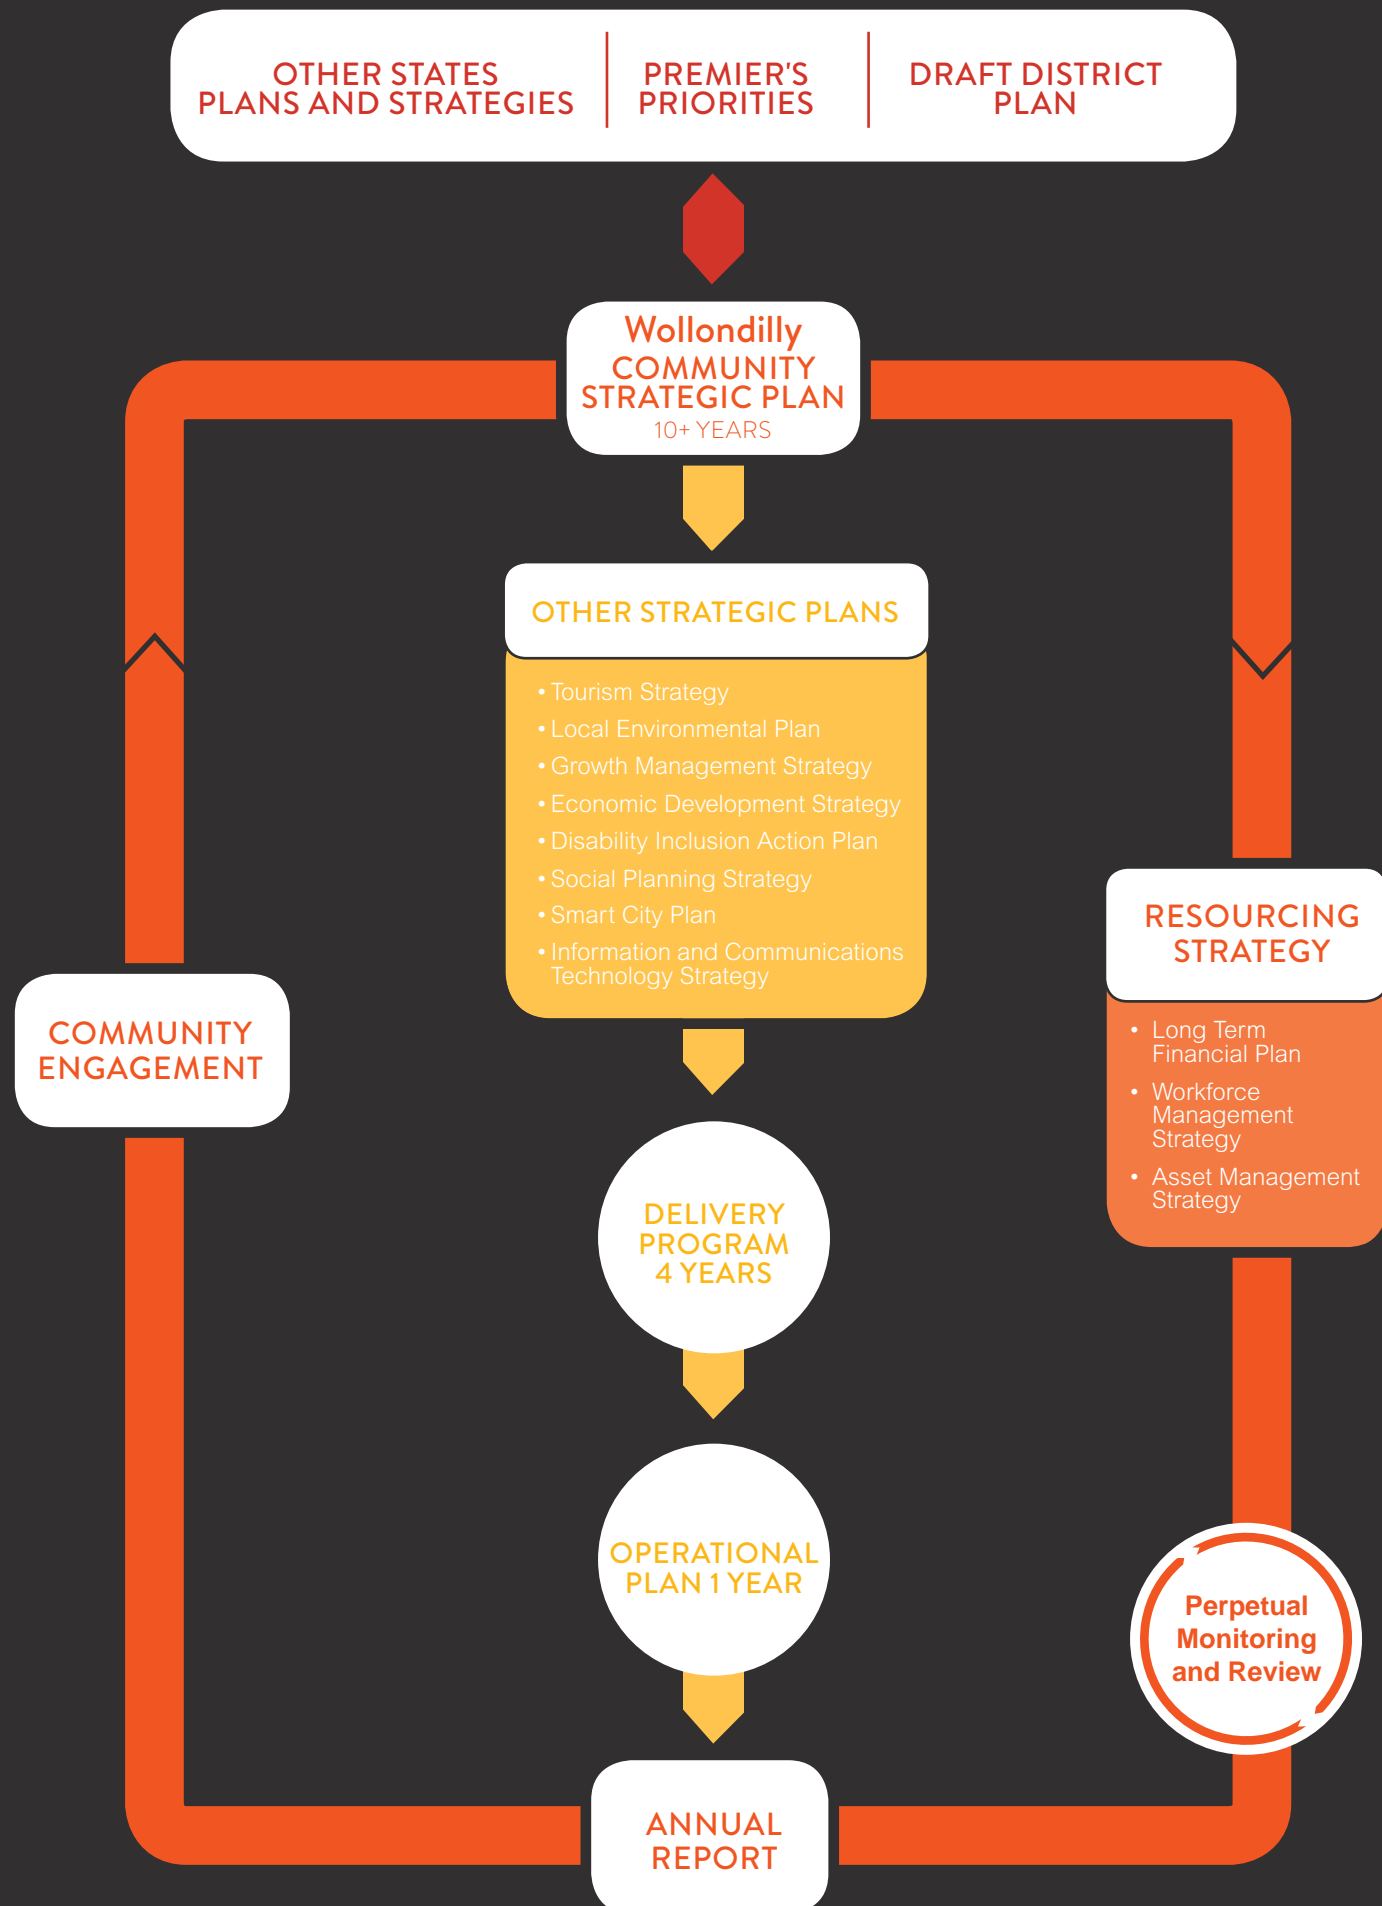 OTHER STATES
PLANS AND STRATEGIES
PREMIER'S
PRIORITIES
DRAFT DISTRICT
PLAN
Wollondilly
COMMUNITY
STRATEGIC PLAN
10+ YEARS
OTHER STRATEGIC PLANS
• Tourism Strategy
• Local Environmental Plan
• Growth Management Strategy
• Economic Development Strategy
• Disability Inclusion Action Plan
• Social Planning Strategy
• Smart City Plan
• Information and Communications
Technology Strategy
RESOURCING
STRATEGY
• Long Term
Financial Plan
• Workforce
Management
Strategy
• Asset Management
Strategy
COMMUNITY
ENGAGEMENT
DELIVERY
PROGRAM
4 YEARS
OPERATIONAL
PLAN 1 YEAR
Perpetual
Monitoring
and Review
ANNUAL
REPORT